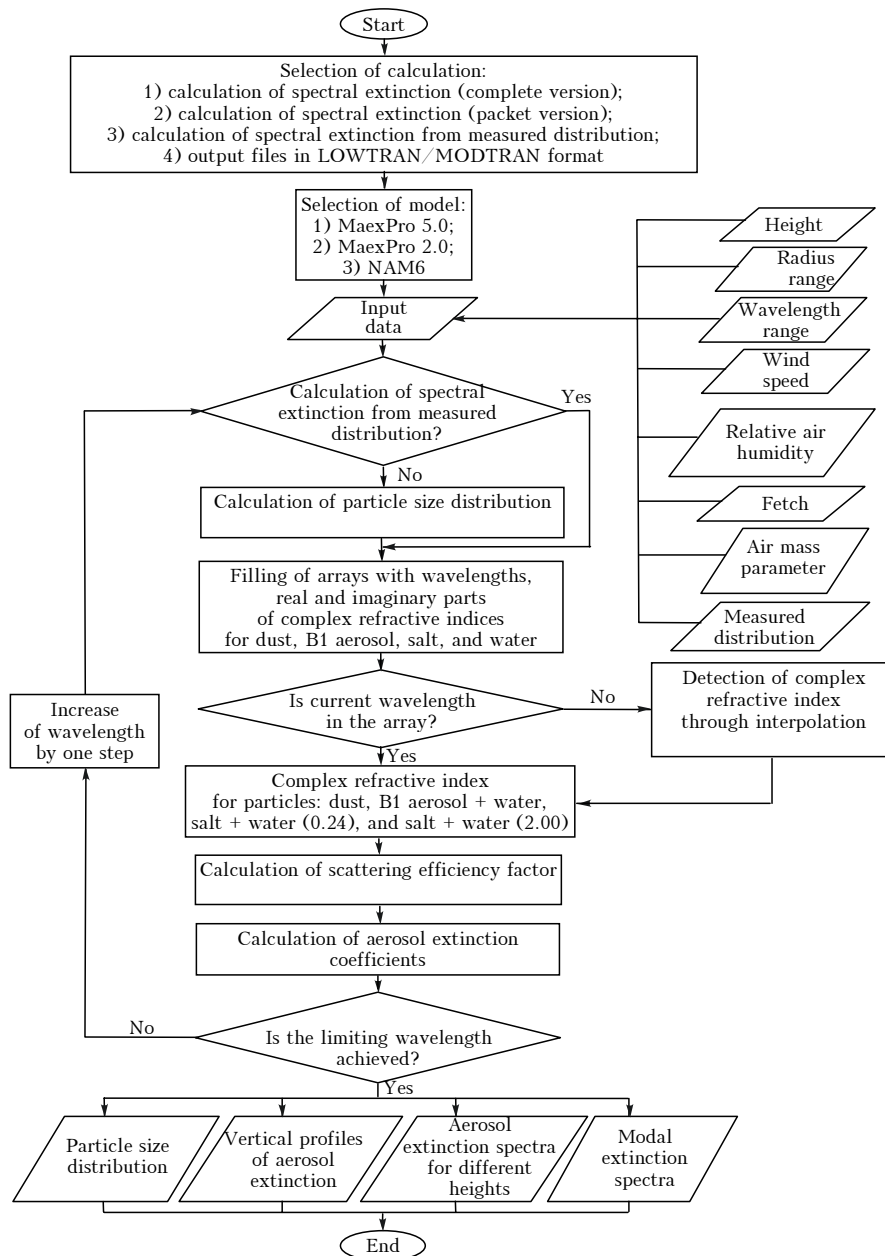 Start
Selection of calculation:
1) calculation of spectral extinction (complete version);
2) calculation of spectral extinction (packet version);
3) calculation of spectral extinction from measured distribution;
4) output files in LOWTRAN/MODTRAN format
Selection of model:
1) MaexPro 5.0;
2) MaexPro 2.0;
3) NAM6
Height
Radius
range
Input
data
Wavelength
range
Wind
speed
Calculation of spectral
extinction from measured
distribution?
Yes
No
Relative air
humidity
Calculation of particle size distribution
Fetch
Air mass
parameter
Filling of arrays with wavelengths,
real and imaginary parts
of complex refractive indices
for dust, B1 aerosol, salt, and water
Measured
distribution
Is current wavelength
in the array?
No
Yes
Detection of complex
refractive index
through interpolation
Increase
of wavelength
by one step
Complex refractive index
for particles: dust, B1 aerosol + water,
salt + water (0.24), and salt + water (2.00)
Calculation of scattering efficiency factor
Calculation of aerosol extinction
coefficients
No
Is the limiting wavelength
achieved?
Yes
Particle size
distribution
Vertical profiles
of aerosol
extinction
Aerosol
extinction spectra
for different
heights
Modal
extinction
spectra
End